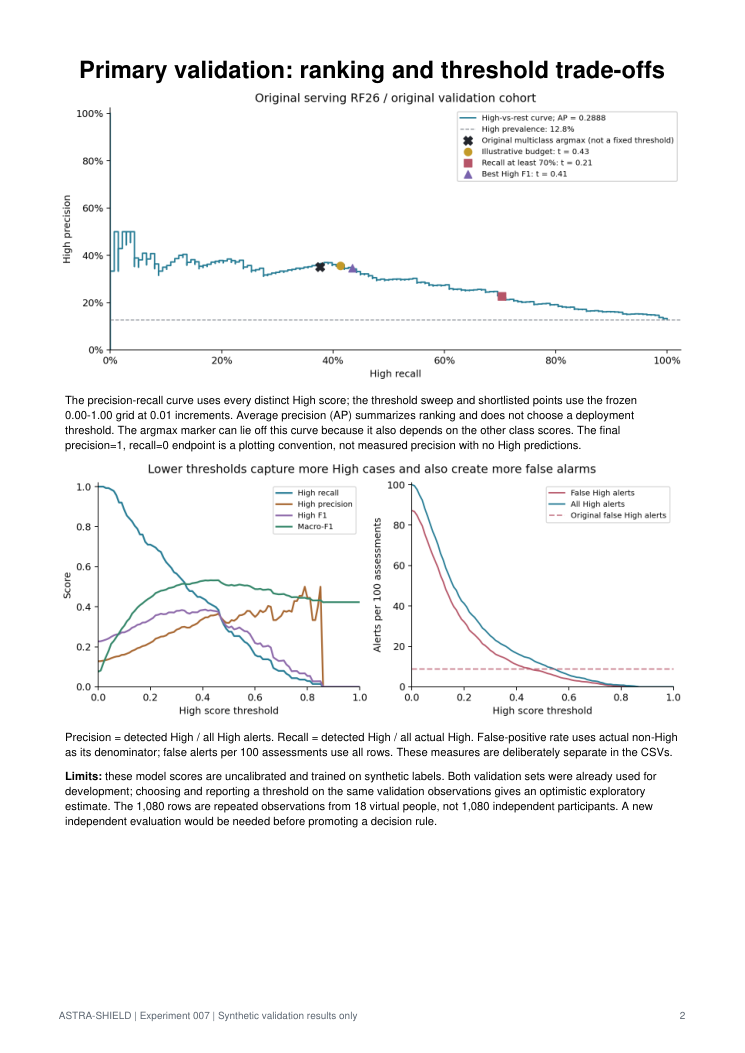 Primary validation: ranking and threshold trade-offs
Original serving RF26 / original validation cohort
100%
80%
60%
40%
20%
0%
High precision
High-vs-rest curve; AP = 0.2888
High prevalence: 12.8%
Original multiclass argmax (not a fixed threshold)
Illustrative budget: t = 0.43
Recall at least 70%: t = 0.21
Best High F1: t = 0.41
0% 20% 40% 60% 80% 100%
High recall
The precision-recall curve uses every distinct High score; the threshold sweep and shortlisted points use the frozen
0.00-1.00 grid at 0.01 increments. Average precision (AP) summarizes ranking and does not choose a deployment
threshold. The argmax marker can lie off this curve because it also depends on the other class scores. The final
precision=1, recall=0 endpoint is a plotting convention, not measured precision with no High predictions.
Lower thresholds capture more High cases and also create more false alarms
1.0
0.8
0.6
0.4
0.2
0.0
Score
High recall
High precision
High F1
Macro-F1
0.0 0.2 0.4 0.6 0.8 1.0
High score threshold
100
80
60
40
20
0
Alerts per 100 assessments
False High alerts
All High alerts
Original false High alerts
0.0 0.2 0.4 0.6 0.8 1.0
High score threshold
Precision = detected High / all High alerts. Recall = detected High / all actual High. False-positive rate uses actual non-High
as its denominator; false alerts per 100 assessments use all rows. These measures are deliberately separate in the CSVs.
Limits: these model scores are uncalibrated and trained on synthetic labels. Both validation sets were already used for
development; choosing and reporting a threshold on the same validation observations gives an optimistic exploratory
estimate. The 1,080 rows are repeated observations from 18 virtual people, not 1,080 independent participants. A new
independent evaluation would be needed before promoting a decision rule.
ASTRA-SHIELD | Experiment 007 | Synthetic validation results only
2